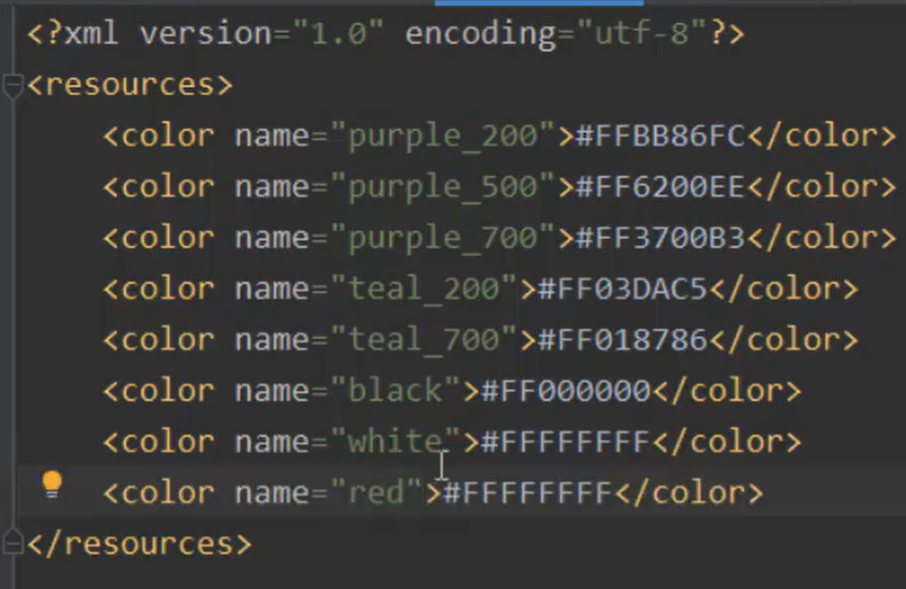 <?xml version="1.0" encoding="utf-8"?>
<resources>
    <color name="purple_200">#FFBB86FC</color>
    <color name="purple_500">#FF6200EE</color>
    <color name="purple_700">#FF3700B3</color>
    <color name="teal_200">#FF03DAC5</color>
    <color name="teal_700">#FF018786</color>
    <color name="black">#FF000000</color>
    <color name="white">#FFFFFFFF</color>
    <color name="red">#FFFFFFFF</color>
</resources>